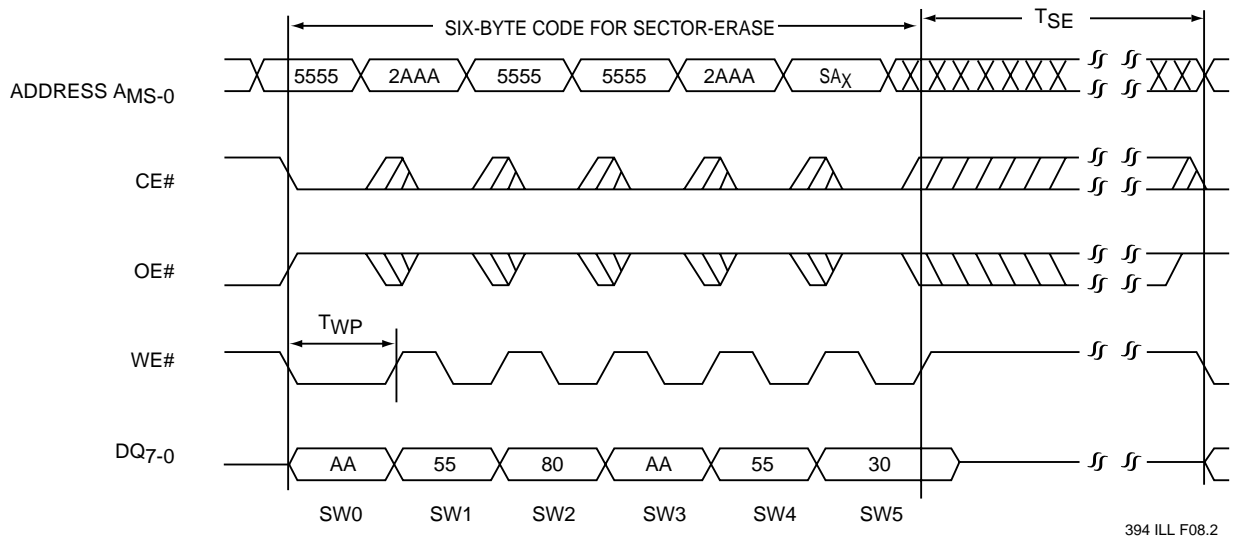 SIX-BYTE CODE FOR SECTOR-ERASE
TSE
ADDRESS AMS-0
5555 2AAA 5555 5555 2AAA SAX
CE#
OE#
TWP
WE#
DQ7-0
AA 55 80 AA 55 30
SW0 SW1 SW2 SW3 SW4 SW5
394 ILL F08.2